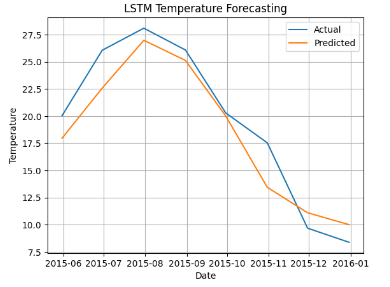 LSTM Temperature Forecasting
Actual
Predicted
27.5
25.0
22.5
20.0
17.5
15.0
12.5
10.0
7.5
Temperature
2015-06 2015-07 2015-08 2015-09 2015-10 2015-11 2015-12 2016-01
Date